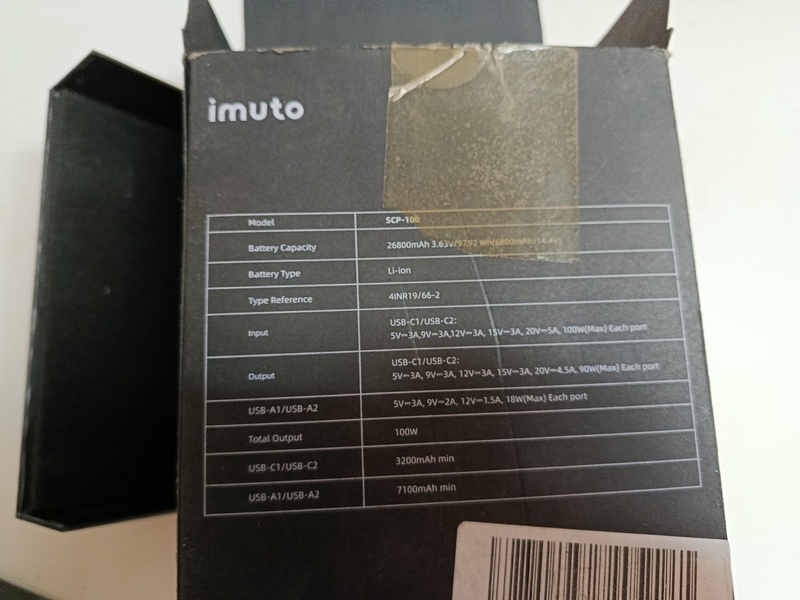 imuto
Model SCP-100
Battery Capacity 26800mAh 3.63V/97.92 Wh(6800mAh/14.4V)
Battery Type Li-ion
Type Reference 4INR19/66-2
Input USB-C1/USB-C2:
5V⎓3A,9V⎓3A,12V⎓3A, 15V⎓3A, 20V⎓5A, 100W(Max) Each port
Output USB-C1/USB-C2:
5V⎓3A, 9V⎓3A, 12V⎓3A, 15V⎓3A, 20V⎓4.5A, 90W(Max) Each port
USB-A1/USB-A2 5V⎓3A, 9V⎓2A, 12V⎓1.5A, 18W(Max) Each port
Total Output 100W
USB-C1/USB-C2 3200mAh min
USB-A1/USB-A2 7100mAh min